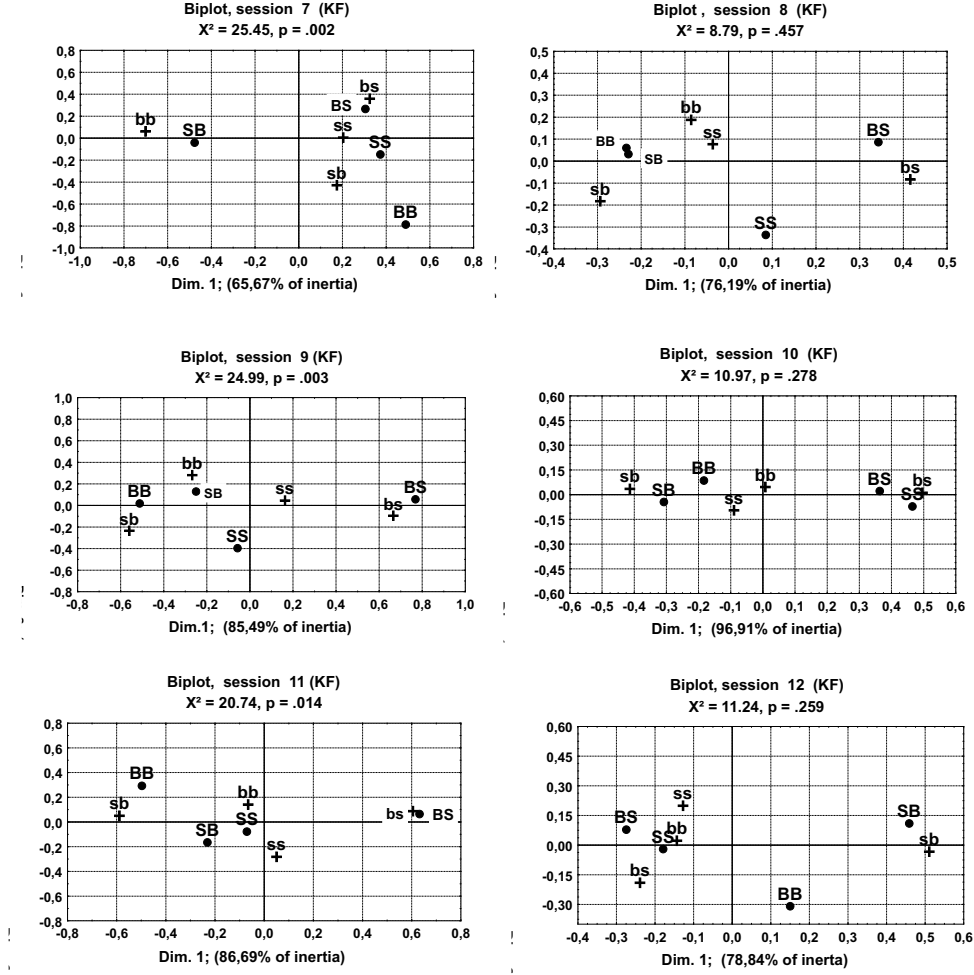 Biplot, session 7 (KF)
X² = 25.45, p = .002
0,8
0,6
0,4
0,2
0,0
-0,2
-0,4
-0,6
-0,8
-1,0
bb
SB
bs
BS
ss
SS
sb
BB
-1,0 -0,8 -0,6 -0,4 -0,2 0,0 0,2 0,4 0,6 0,8
Dim. 1; (65,67% of inertia)
Biplot , session 8 (KF)
X² = 8.79, p = .457
0,5
0,4
0,3
0,2
0,1
0,0
-0,1
-0,2
-0,3
-0,4
bb
ss
BS
BB
SB
bs
sb
SS
-0,4 -0,3 -0,2 -0,1 0,0 0,1 0,2 0,3 0,4 0,5
Dim. 1; (76,19% of inertia)
Biplot, session 9 (KF)
X² = 24.99, p = .003
1,0
0,8
0,6
0,4
0,2
0,0
-0,2
-0,4
-0,6
-0,8
bb
BB
SB
ss
BS
bs
sb
SS
-0,8 -0,6 -0,4 -0,2 0,0 0,2 0,4 0,6 0,8 1,0
Dim.1; (85,49% of inertia)
Biplot, session 10 (KF)
X² = 10.97, p = .278
0,60
0,45
0,30
0,15
0,00
-0,15
-0,30
-0,45
-0,60
sb
SB
BB
bb
ss
BS
bs
SS
-0,6 -0,5 -0,4 -0,3 -0,2 -0,1 0,0 0,1 0,2 0,3 0,4 0,5 0,6
Dim. 1; (96,91% of inertia)
Biplot, session 11 (KF)
X² = 20.74, p = .014
0,8
0,6
0,4
0,2
0,0
-0,2
-0,4
-0,6
-0,8
BB
sb
bb
SB
SS
ss
bs
BS
-0,8 -0,6 -0,4 -0,2 0,0 0,2 0,4 0,6 0,8
Dim. 1; (86,69% of inertia)
Biplot, session 12 (KF)
X² = 11.24, p = .259
0,60
0,45
0,30
0,15
0,00
-0,15
-0,30
ss
BS
SS
bb
bs
SB
sb
BB
-0,4 -0,3 -0,2 -0,1 0,0 0,1 0,2 0,3 0,4 0,5 0,6
Dim. 1; (78,84% of inertia)